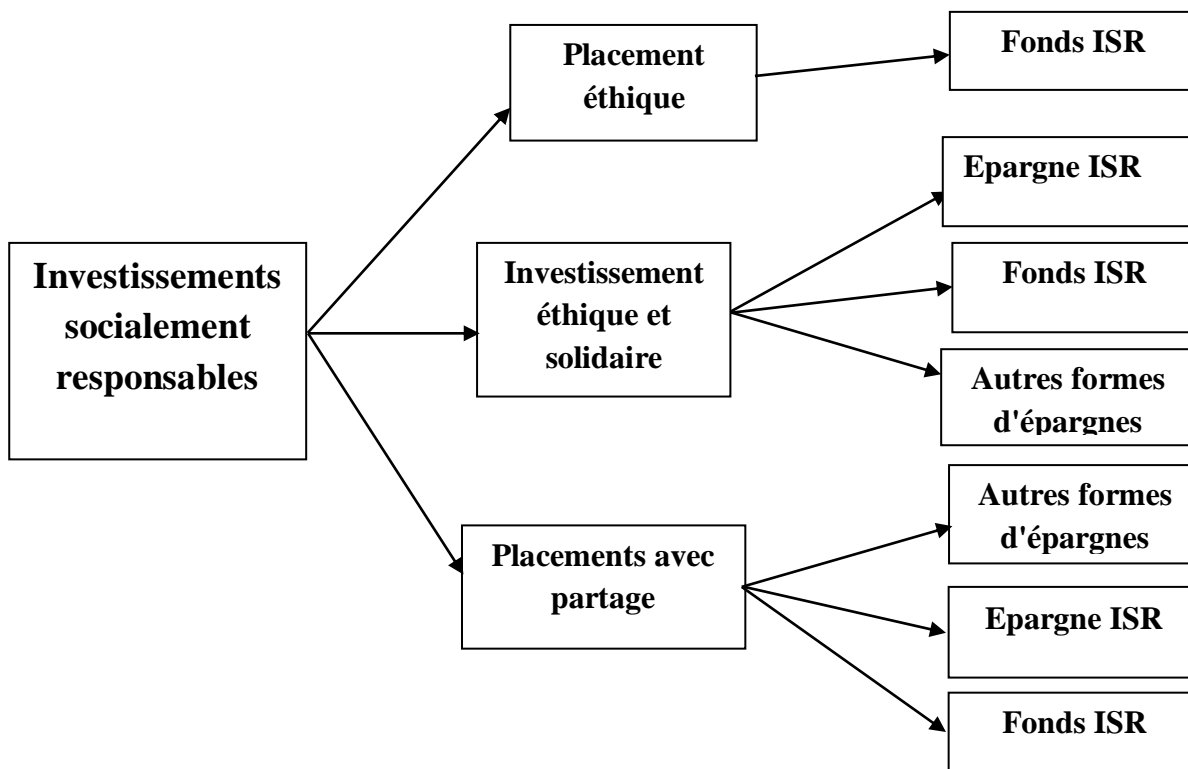 Investissements
socialement
responsables
Placement
éthique
Fonds ISR
Investissement
éthique et
solidaire
Epargne ISR
Fonds ISR
Autres formes
d'épargnes
Placements avec
partage
Autres formes
d'épargnes
Epargne ISR
Fonds ISR